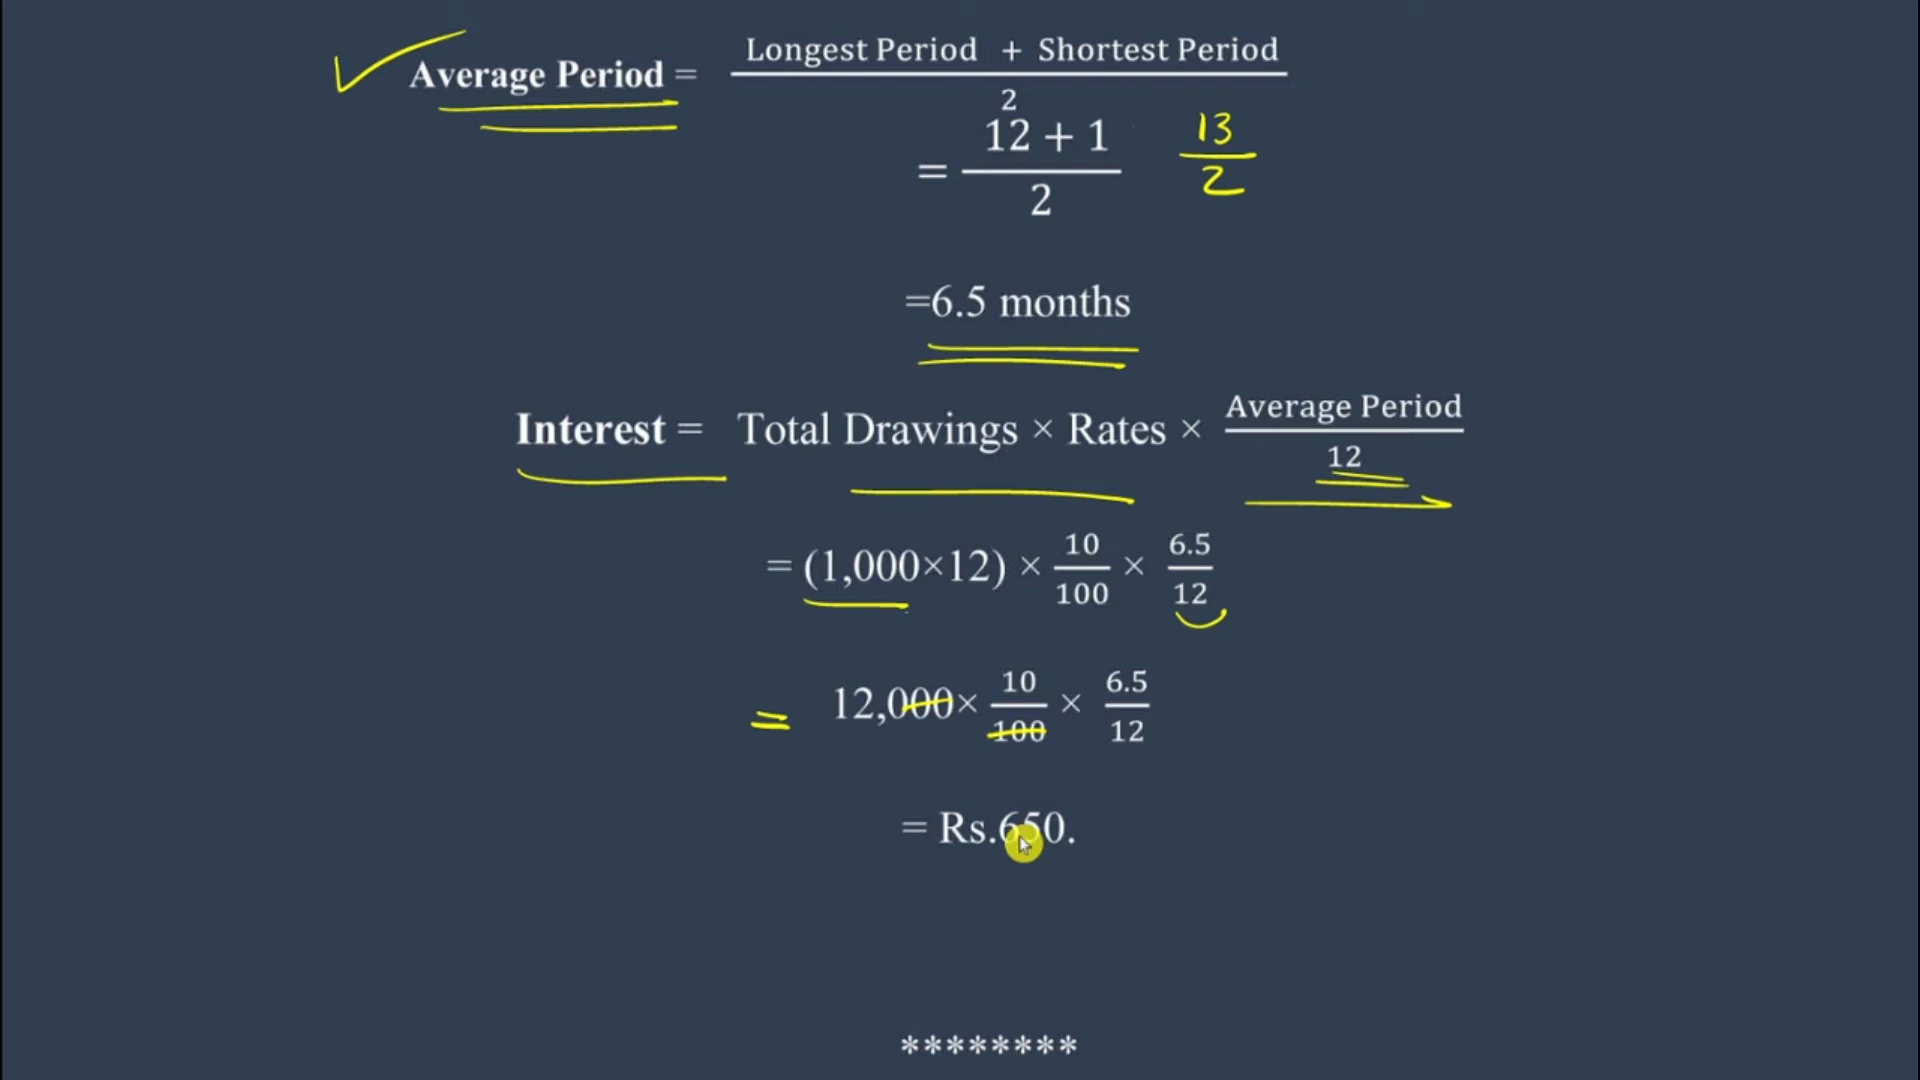 Average Period = Longest Period + Shortest Period / 2
= 12 + 1 / 2 13 / 2
=6.5 months
Interest = Total Drawings × Rates × Average Period / 12
= (1,000×12) × 10/100 × 6.5/12
= 12,000× 10/100 × 6.5/12
= Rs.650.
********